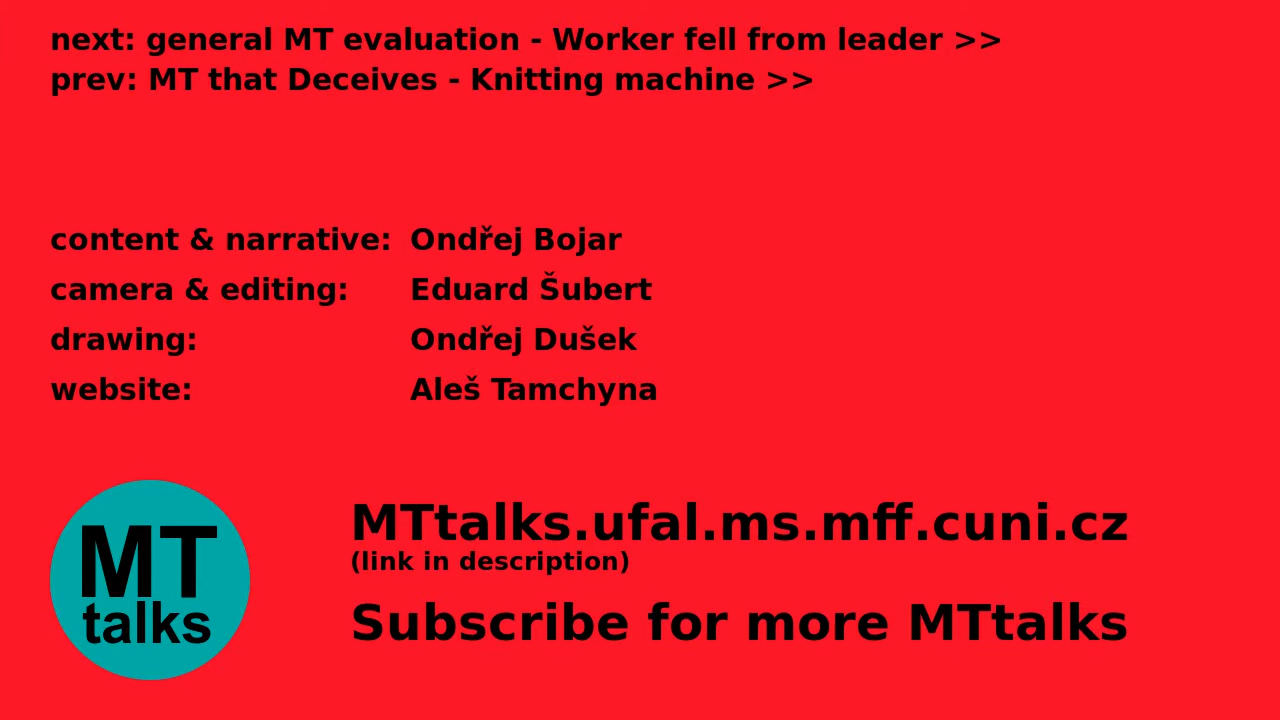 next: general MT evaluation - Worker fell from leader >>
prev: MT that Deceives - Knitting machine >>
content & narrative: Ondřej Bojar
camera & editing: Eduard Šubert
drawing: Ondřej Dušek
website: Aleš Tamchyna
MT
talks
MTtalks.ufal.ms.mff.cuni.cz
(link in description)
Subscribe for more MTtalks